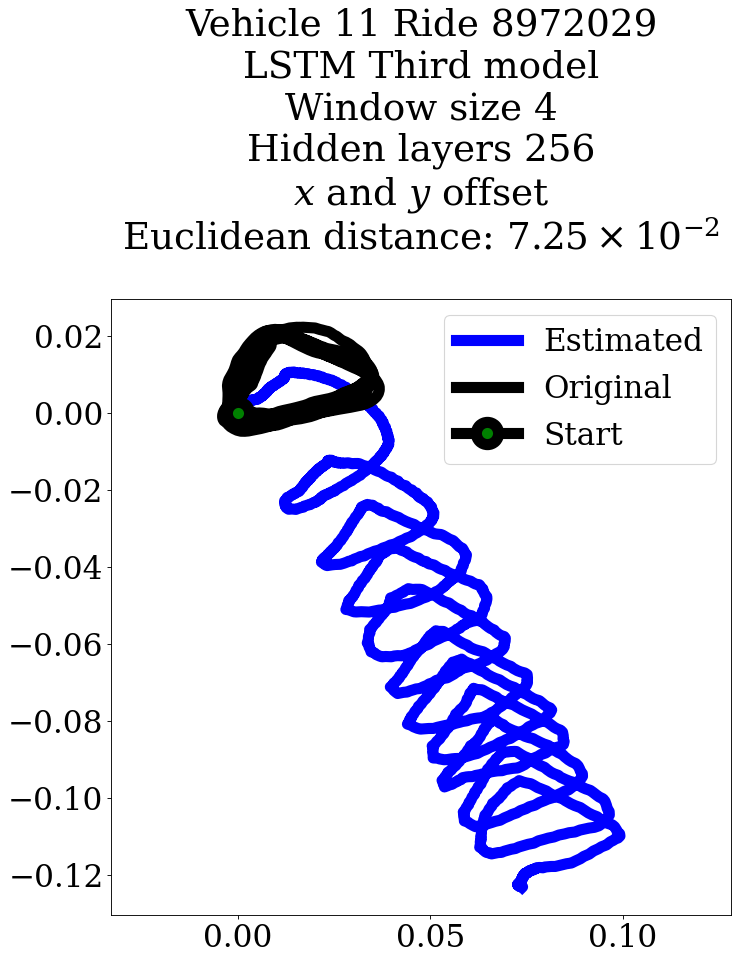 Vehicle 11 Ride 8972029
LSTM Third model
Window size 4
Hidden layers 256
x and y offset
Euclidean distance: 7.25 × 10⁻²
Estimated
Original
Start
0.02
0.00
−0.02
−0.04
−0.06
−0.08
−0.10
−0.12
0.00 0.05 0.10